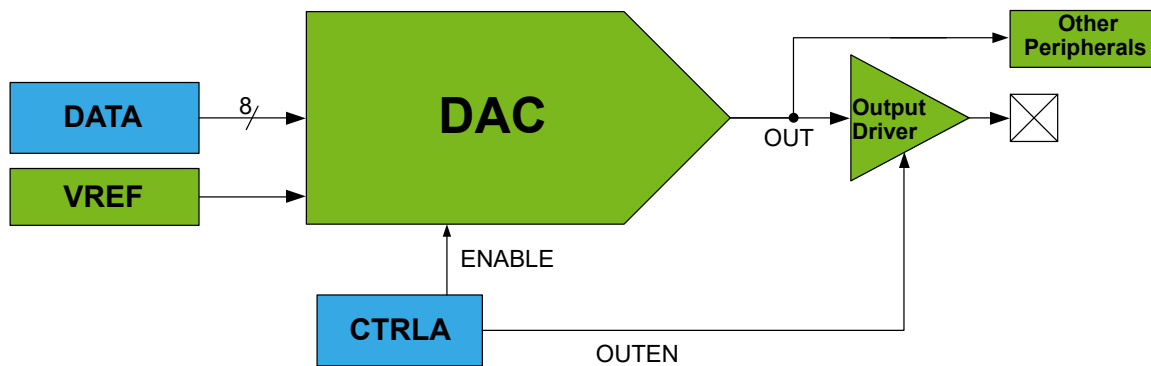 Other
Peripherals
DATA
8
DAC
OUT
Output
Driver
VREF
ENABLE
CTRLA
OUTEN